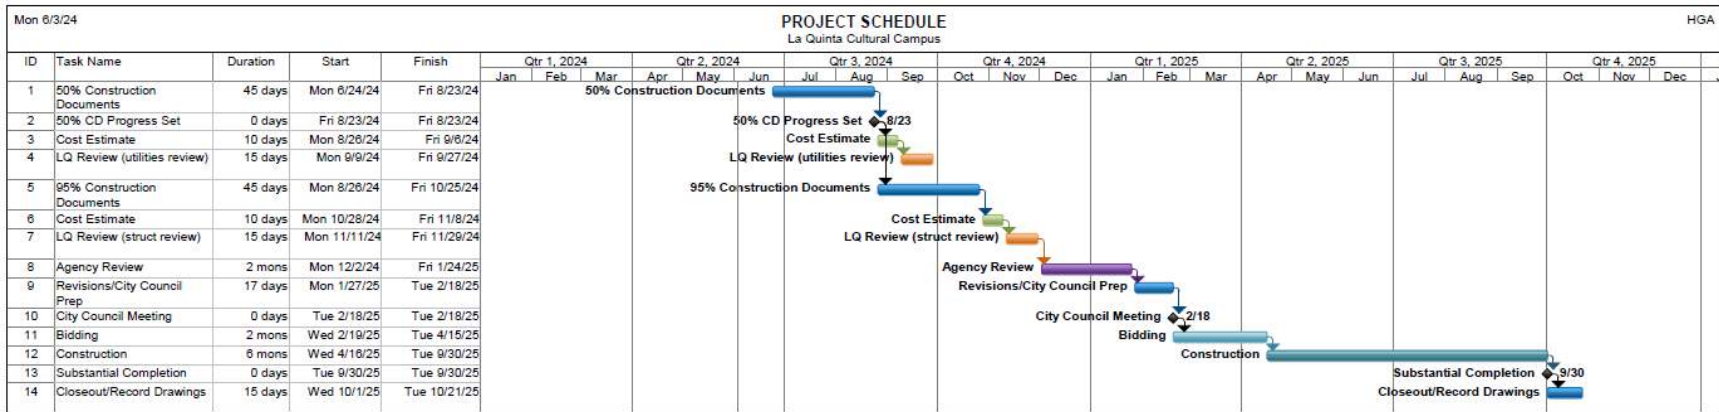 Mon 6/3/24
PROJECT SCHEDULE
La Quinta Cultural Campus
HGA
ID Task Name Duration Start Finish Qtr 1, 2024 Qtr 2, 2024 Qtr 3, 2024 Qtr 4, 2024 Qtr 1, 2025 Qtr 2, 2025 Qtr 3, 2025 Qtr 4, 2025
Jan Feb Mar Apr May Jun Jul Aug Sep Oct Nov Dec Jan Feb Mar Apr May Jun Jul Aug Sep Oct Nov Dec
1 50% Construction 45 days Mon 6/24/24 Fri 8/23/24 50% Construction Documents
Documents
2 50% CD Progress Set 0 days Fri 8/23/24 Fri 8/23/24 50% CD Progress Set 8/23
3 Cost Estimate 10 days Mon 8/26/24 Fri 9/6/24 Cost Estimate
4 LQ Review (utilities review) 15 days Mon 9/9/24 Fri 9/27/24 LQ Review (utilities review)
5 95% Construction 45 days Mon 8/26/24 Fri 10/25/24 95% Construction Documents
Documents
6 Cost Estimate 10 days Mon 10/28/24 Fri 11/8/24 Cost Estimate
7 LQ Review (struct review) 15 days Mon 11/11/24 Fri 11/29/24 LQ Review (struct review)
8 Agency Review 2 mons Mon 12/2/24 Fri 1/24/25 Agency Review
9 Revisions/City Council 17 days Mon 1/27/25 Tue 2/18/25 Revisions/City Council Prep
Prep
10 City Council Meeting 0 days Tue 2/18/25 Tue 2/18/25 City Council Meeting 2/18
11 Bidding 2 mons Wed 2/19/25 Tue 4/15/25 Bidding
12 Construction 6 mons Wed 4/16/25 Tue 9/30/25 Construction
13 Substantial Completion 0 days Tue 9/30/25 Tue 9/30/25 Substantial Completion 9/30
14 Closeout/Record Drawings 15 days Wed 10/1/25 Tue 10/21/25 Closeout/Record Drawings